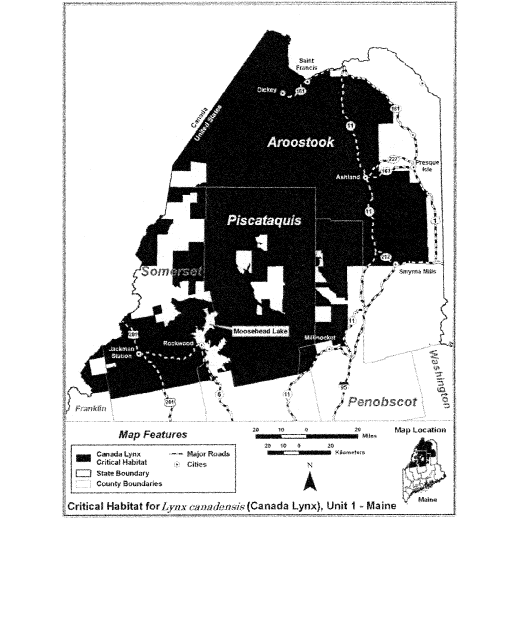 Saint
Francis
Dickey
161
Canada
United States
11
161
Aroostook
227
Presque
Isle
Ashland
163
11
1
Piscataquis
212
Somerset
Smyrna Mills
Moosehead Lake
11
201
Rockwood
Millinocket
Jackman
Station
Washington
95
Franklin
201
6
11
Penobscot
Map Features
Canada Lynx
Critical Habitat
State Boundary
County Boundaries
Major Roads
Cities
20 10 0 20
Miles
20 10 0 20
Kilometers
N
Map Location
Maine
Critical Habitat for Lynx canadensis (Canada Lynx), Unit 1 - Maine